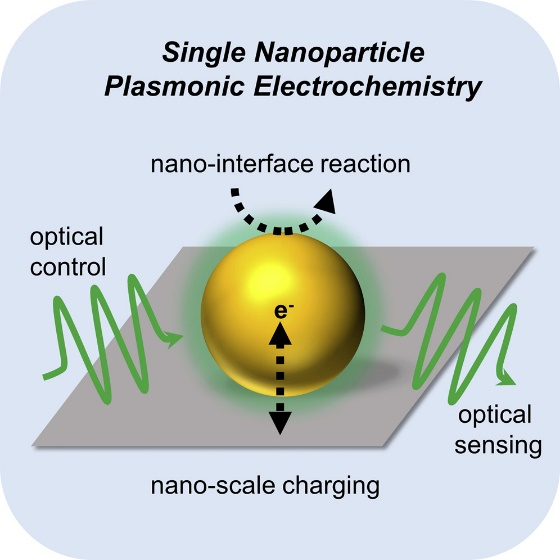 Single Nanoparticle
Plasmonic Electrochemistry
nano-interface reaction
optical
control
e-
optical
sensing
nano-scale charging